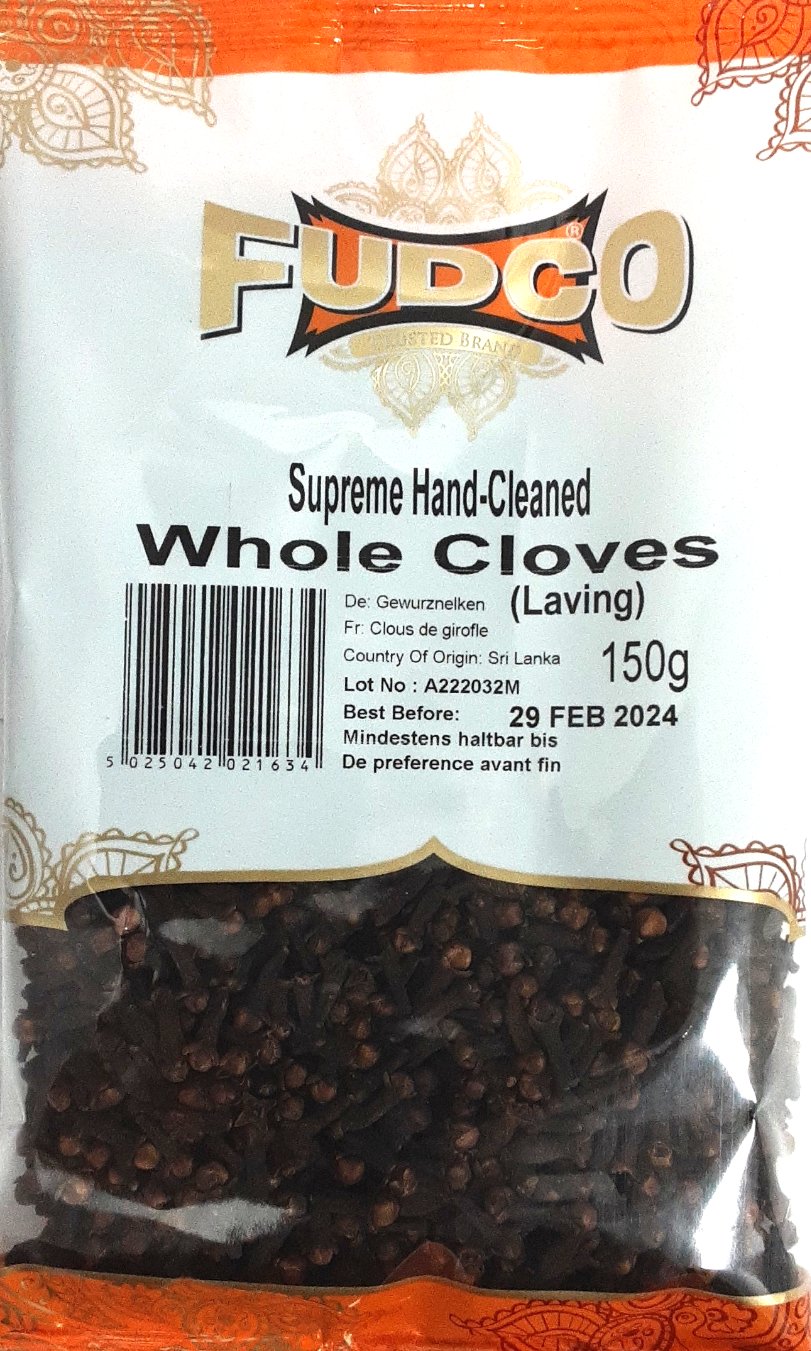 FUDCO®
TRUSTED BRAND
Supreme Hand-Cleaned
Whole Cloves
(Laving)
De: Gewurznelken
Fr: Clous de girofle
Country Of Origin: Sri Lanka
150g
Lot No : A222032M
Best Before: 29 FEB 2024
Mindestens haltbar bis
De preference avant fin
5 025042 021634